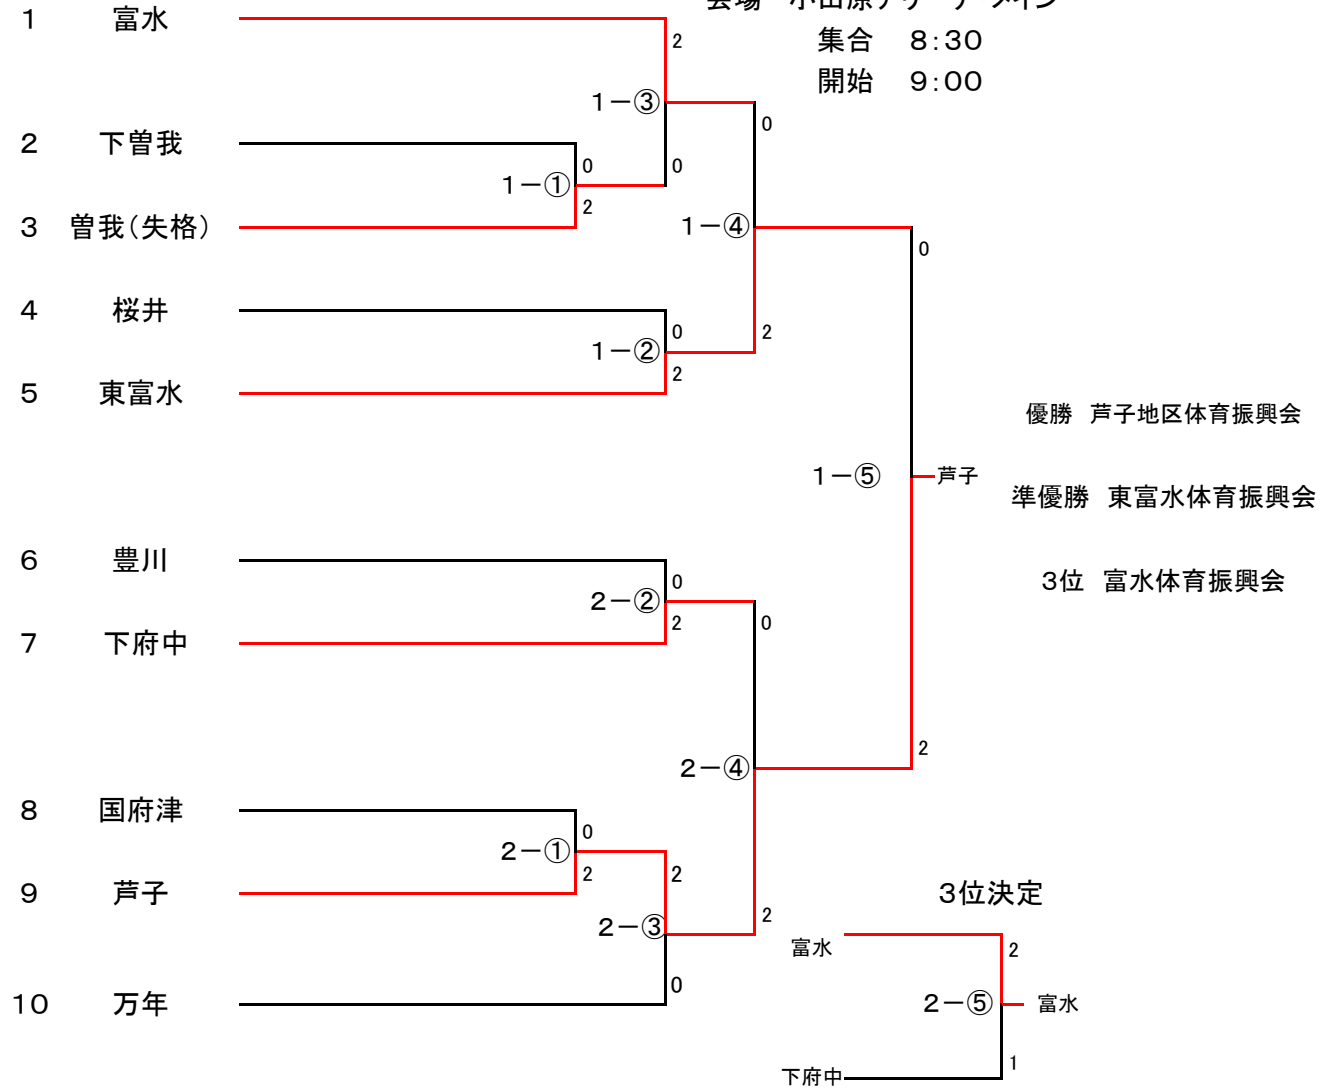 1 富水
2
集合 8:30
開始 9:00
1-③
0
2 下曽我
0
0
1-①
2
3 曽我(失格)
1-④
0
4 桜井
0
2
1-②
2
5 東富水
優勝 芦子地区体育振興会
1-⑤
芦子
準優勝 東富水体育振興会
6 豊川
0
3位 富水体育振興会
2-②
2
0
7 下府中
2
2-④
8 国府津
0
2-①
2
2
9 芦子
3位決定
2
2-③
富水
2
0
10 万年
2-⑤
富水
1
下府中